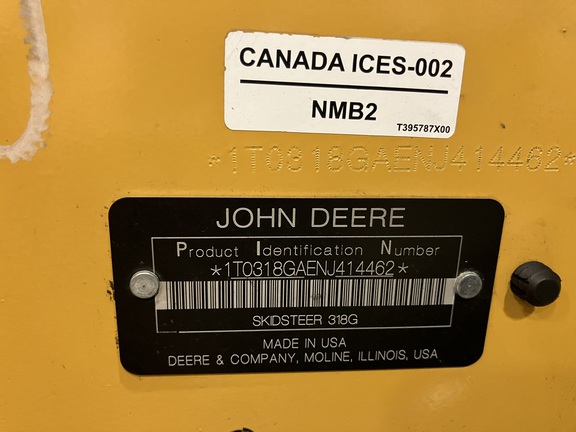 CANADA ICES-002
NMB2
T395787X00
*1T0318GAENJ414462*
JOHN DEERE
Product Identification Number
*1T0318GAENJ414462*
SKIDSTEER 318G
MADE IN USA
DEERE & COMPANY, MOLINE, ILLINOIS, USA